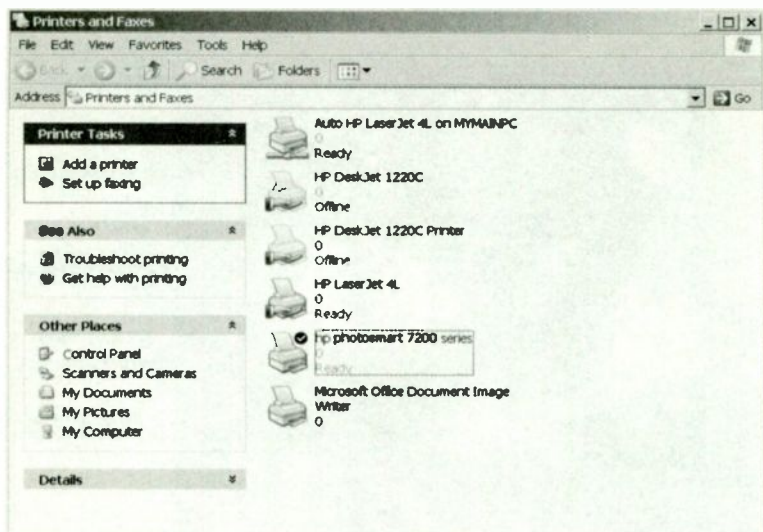 Printers and Faxes
File Edit View Favorites Tools Help
Back Search Folders
Address Printers and Faxes Go
Printer Tasks
Add a printer
Set up faxing
See Also
Troubleshoot printing
Get help with printing
Other Places
Control Panel
Scanners and Cameras
My Documents
My Pictures
My Computer
Details
Auto HP LaserJet 4L on MYMAINPC
0
Ready
HP DeskJet 1220C
0
Offline
HP DeskJet 1220C Printer
0
Offline
HP LaserJet 4L
0
Ready
hp photosmart 7200 series
0
Ready
Microsoft Office Document Image
Writer
0